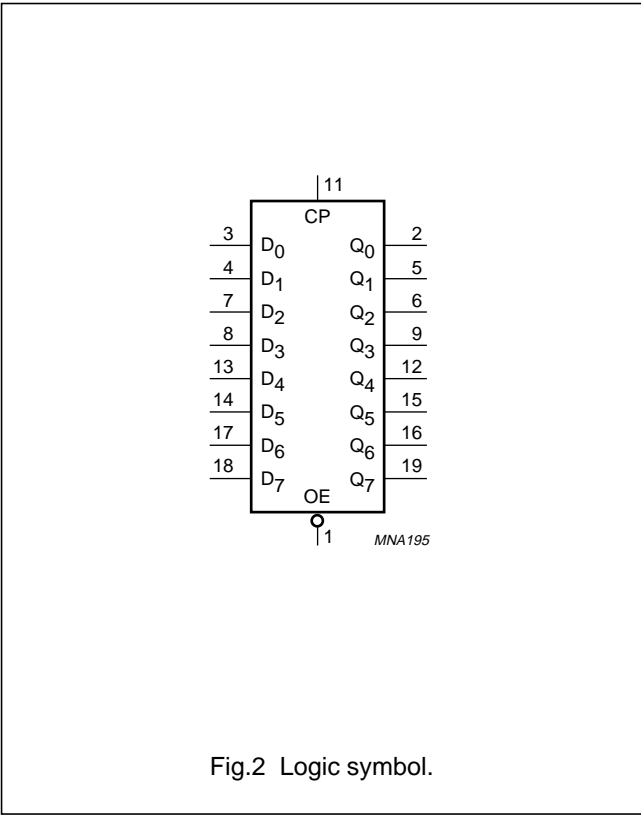 11
CP
3 D0 Q0 2
4 D1 Q1 5
7 D2 Q2 6
8 D3 Q3 9
13 D4 Q4 12
14 D5 Q5 15
17 D6 Q6 16
18 D7 Q7 19
OE
1 MNA195
Fig.2 Logic symbol.